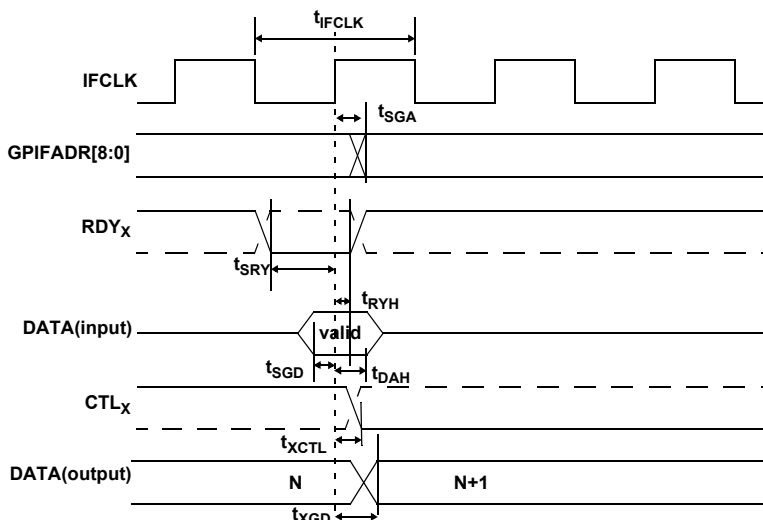 tIFCLK
IFCLK
tSGA
GPIFADR[8:0]
RDYX
tSRY
tRYH
DATA(input)
valid
tSGD
tDAH
CTLX
tXCTL
DATA(output)
N
N+1
tXGD